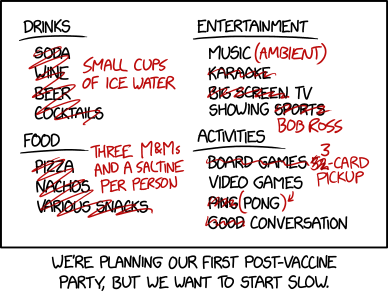 DRINKS
SODA
WINE
BEER
COCKTAILS
SMALL CUPS
OF ICE WATER
FOOD
PIZZA
NACHOS
VARIOUS SNACKS
THREE M&Ms
AND A SALTINE
PER PERSON
ENTERTAINMENT
MUSIC (AMBIENT)
KARAOKE
BIG SCREEN TV
SHOWING SPORTS
BOB ROSS
ACTIVITIES
3
BOARD GAMES 52-CARD
PICKUP
VIDEO GAMES
PING (PONG)
GOOD CONVERSATION
WE'RE PLANNING OUR FIRST POST-VACCINE
PARTY, BUT WE WANT TO START SLOW.